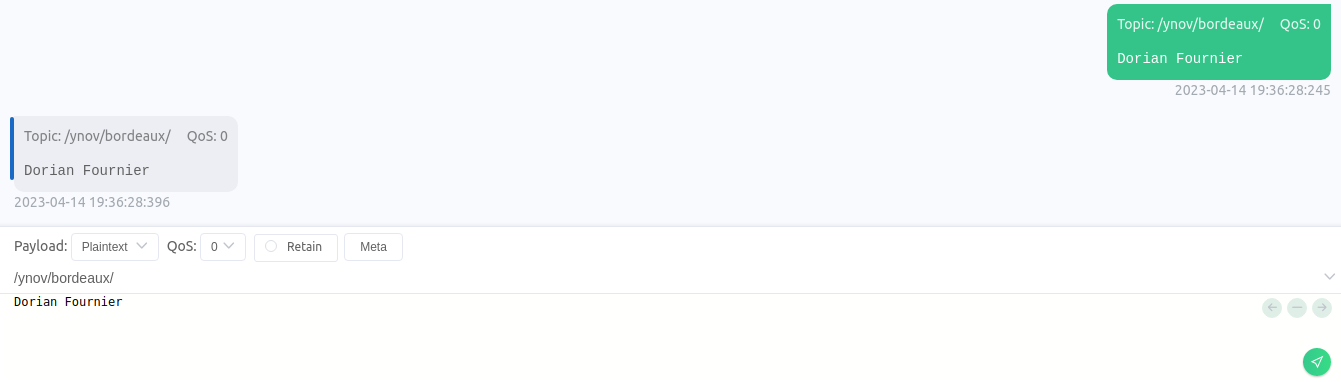 Topic: /ynov/bordeaux/ QoS: 0
Dorian Fournier
2023-04-14 19:36:28:245
Topic: /ynov/bordeaux/ QoS: 0
Dorian Fournier
2023-04-14 19:36:28:396
Payload: Plaintext QoS: 0 Retain Meta
/ynov/bordeaux/
Dorian Fournier